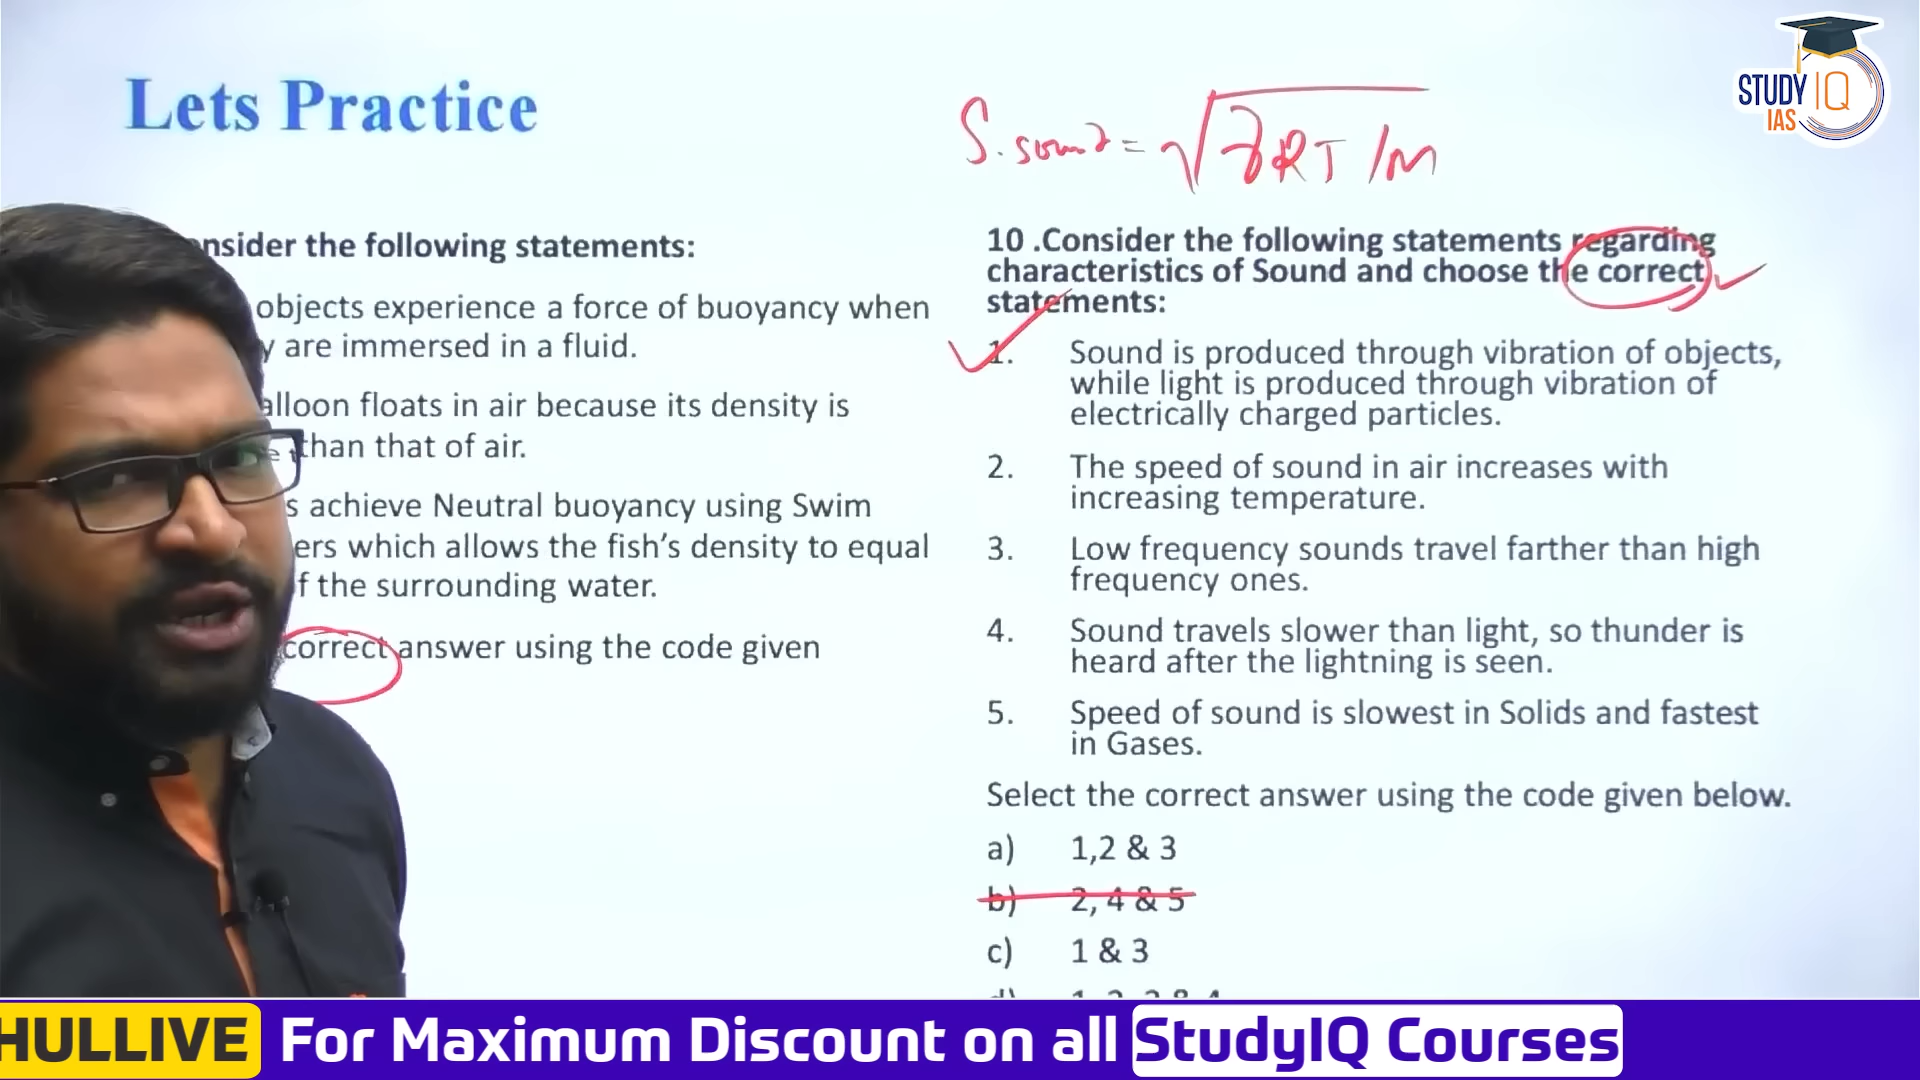 Lets Practice
STUDY IQ
IAS
S. sound = √γRT/M
nsider the following statements:
objects experience a force of buoyancy when
y are immersed in a fluid.
alloon floats in air because its density is
than that of air.
s achieve Neutral buoyancy using Swim
ers which allows the fish's density to equal
f the surrounding water.
correct answer using the code given
10 .Consider the following statements regarding
characteristics of Sound and choose the correct
statements:
1. Sound is produced through vibration of objects,
while light is produced through vibration of
electrically charged particles.
2. The speed of sound in air increases with
increasing temperature.
3. Low frequency sounds travel farther than high
frequency ones.
4. Sound travels slower than light, so thunder is
heard after the lightning is seen.
5. Speed of sound is slowest in Solids and fastest
in Gases.
Select the correct answer using the code given below.
a) 1,2 & 3
b) 2, 4 & 5
c) 1 & 3
HULLIVE For Maximum Discount on all StudyIQ Courses